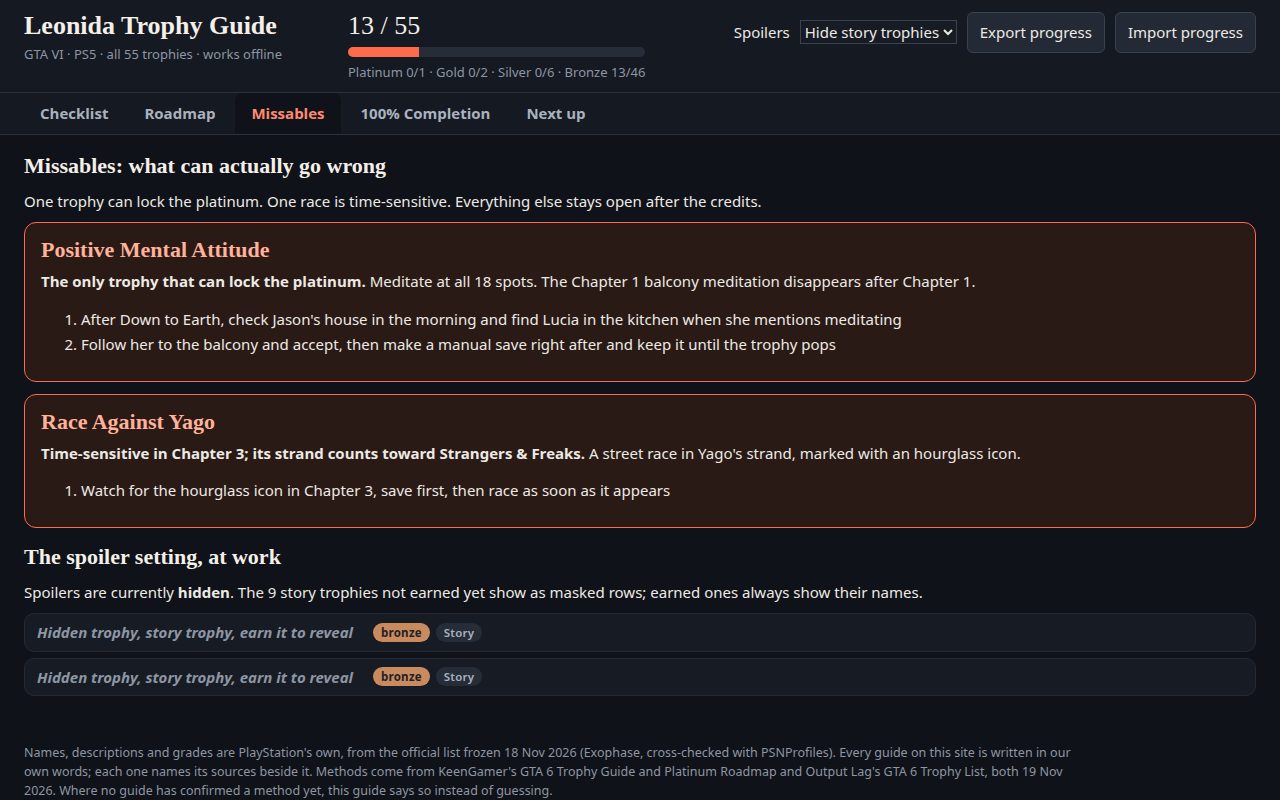 Leonida Trophy Guide
GTA VI · PS5 · all 55 trophies · works offline
13 / 55
Platinum 0/1 · Gold 0/2 · Silver 0/6 · Bronze 13/46
Spoilers
Hide story trophies
Export progress
Import progress
Checklist
Roadmap
Missables
100% Completion
Next up
Missables: what can actually go wrong
One trophy can lock the platinum. One race is time-sensitive. Everything else stays open after the credits.
Positive Mental Attitude
The only trophy that can lock the platinum. Meditate at all 18 spots. The Chapter 1 balcony meditation disappears after Chapter 1.
1. After Down to Earth, check Jason's house in the morning and find Lucia in the kitchen when she mentions meditating
2. Follow her to the balcony and accept, then make a manual save right after and keep it until the trophy pops
Race Against Yago
Time-sensitive in Chapter 3; its strand counts toward Strangers & Freaks. A street race in Yago's strand, marked with an hourglass icon.
1. Watch for the hourglass icon in Chapter 3, save first, then race as soon as it appears
The spoiler setting, at work
Spoilers are currently hidden. The 9 story trophies not earned yet show as masked rows; earned ones always show their names.
Hidden trophy, story trophy, earn it to reveal bronze Story
Hidden trophy, story trophy, earn it to reveal bronze Story
Names, descriptions and grades are PlayStation's own, from the official list frozen 18 Nov 2026 (Exophase, cross-checked with PSNProfiles). Every guide on this site is written in our
own words; each one names its sources beside it. Methods come from KeenGamer's GTA 6 Trophy Guide and Platinum Roadmap and Output Lag's GTA 6 Trophy List, both 19 Nov
2026. Where no guide has confirmed a method yet, this guide says so instead of guessing.